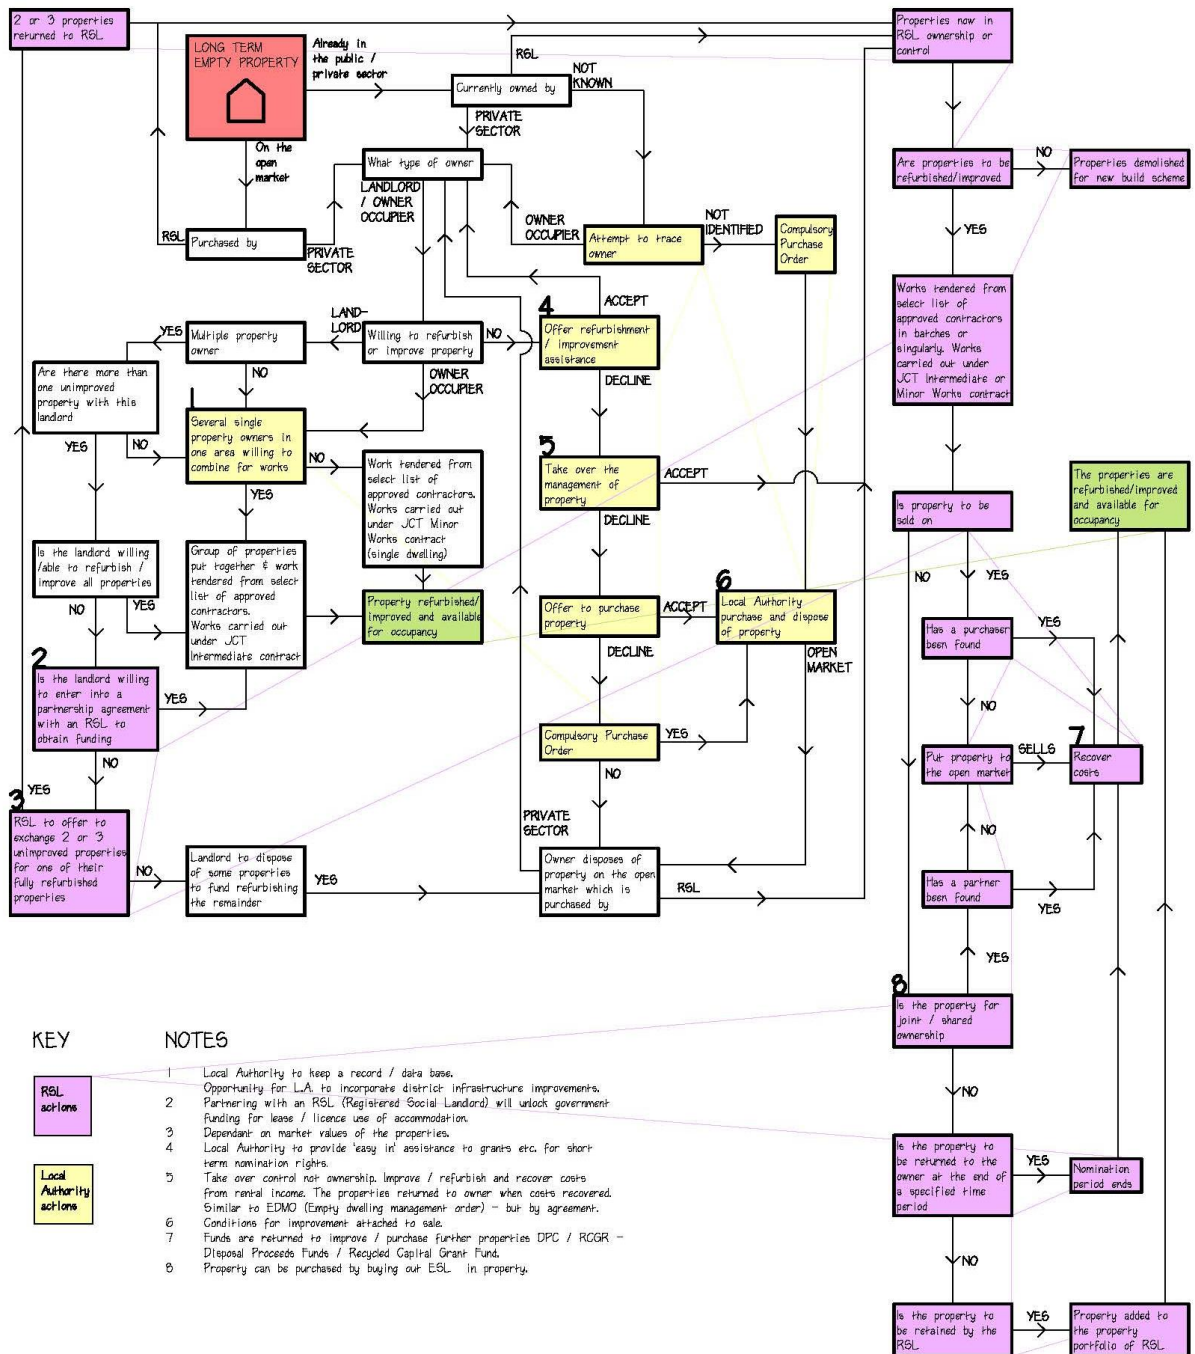 2 or 3 properties
returned to RSL
LONG TERM
EMPTY PROPERTY
Already in
the public /
private sector
RSL
Currently owned by
NOT
KNOWN
Properties now in
RSL ownership or
control
PRIVATE
SECTOR
On the
open
market
What type of owner
LANDLORD
/ OWNER
OCCUPIER
Are properties to be
refurbished/improved
NO
Properties demolished
for new build scheme
RSL
Purchased by
PRIVATE
SECTOR
OWNER
OCCUPIER
Attempt to trace
owner
NOT
IDENTIFIED
Compulsory
Purchase
Order
YES
ACCEPT
Works tendered from
select list of
approved contractors
in batches or
singularly. Works
carried out under
JCT Intermediate or
Minor Works contract
YES
Multiple property
owner
LAND-
LORD
Willing to refurbish
or improve property
NO
4
Offer refurbishment
/ improvement
assistance
Are there more than
one unimproved
property with this
landlord
NO
OWNER
OCCUPIER
DECLINE
YES
NO
1
Several single
property owners in
one area willing to
combine for works
NO
Work tendered from
select list of
approved contractors.
Works carried out
under JCT Minor
Works contract
(single dwelling)
5
Take over the
management of
property
ACCEPT
DECLINE
The properties are
refurbished/improved
and available for
occupancy
Is property to be
sold on
YES
NO
YES
Is the landlord willing
/able to refurbish /
improve all properties
Group of properties
put together & work
tendered from select
list of approved
contractors.
Works carried out
under JCT
Intermediate contract
Property refurbished/
improved and available
for occupancy
Offer to purchase
property
ACCEPT
6
Local Authority
purchase and dispose
of property
NO
YES
DECLINE
OPEN
MARKET
Has a purchaser
been found
YES
NO
2
Is the landlord willing
to enter into a
partnership agreement
with an RSL to
obtain funding
YES
NO
Compulsory Purchase
Order
YES
NO
Put property to
the open market
SELLS
7
Recover
costs
YES
3
RSL to offer to
exchange 2 or 3
unimproved properties
for one of their
fully refurbished
properties
NO
Landlord to dispose
of some properties
to fund refurbishing
the remainder
YES
PRIVATE
SECTOR
Owner disposes of
property on the open
market which is
purchased by
RSL
NO
Has a partner
been found
YES
YES
8
Is the property for
joint / shared
ownership
NO
Is the property to
be returned to the
owner at the end of
a specified time
period
YES
Nomination
period ends
NO
Is the property to
be retained by the
RSL
YES
Property added to
the property
portfolio of RSL
KEY
RSL
actions
Local
Authority
actions
NOTES
1 Local Authority to keep a record / data base.
Opportunity for L.A. to incorporate district infrastructure improvements.
2 Partnering with an RSL (Registered Social Landlord) will unlock government
funding for lease / licence use of accommodation.
3 Dependant on market values of the properties.
4 Local Authority to provide 'easy in' assistance to grants etc. for short
term nomination rights.
5 Take over control not ownership. Improve / refurbish and recover costs
from rental income. The properties returned to owner when costs recovered.
Similar to EDMO (Empty dwelling management order) - but by agreement.
6 Conditions for improvement attached to sale.
7 Funds are returned to improve / purchase further properties DPC / RCGR -
Disposal Proceeds Funds / Recycled Capital Grant Fund.
8 Property can be purchased by buying out ESL in property.